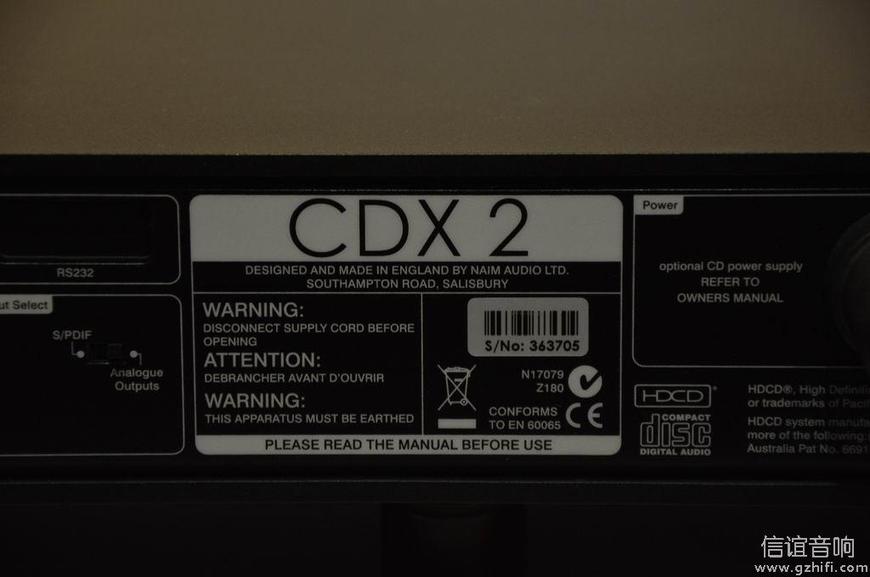 RS232
ut Select
S/PDIF
Analogue
Outputs
CDX 2
DESIGNED AND MADE IN ENGLAND BY NAIM AUDIO LTD.
SOUTHAMPTON ROAD, SALISBURY
WARNING:
DISCONNECT SUPPLY CORD BEFORE
OPENING
ATTENTION:
DEBRANCHER AVANT D'OUVRIR
WARNING:
THIS APPARATUS MUST BE EARTHED
S/No: 363705
N17079
Z180
CONFORMS
TO EN 60065
CE
PLEASE READ THE MANUAL BEFORE USE
Power
optional CD power supply
REFER TO
OWNERS MANUAL
HDCD®
COMPACT
disc
DIGITAL AUDIO
HDCD®, High Definiti
or trademarks of Pacif
HDCD system manufa
more of the following:
Australia Pat No. 6691
信谊音响
www.gzhifi.com